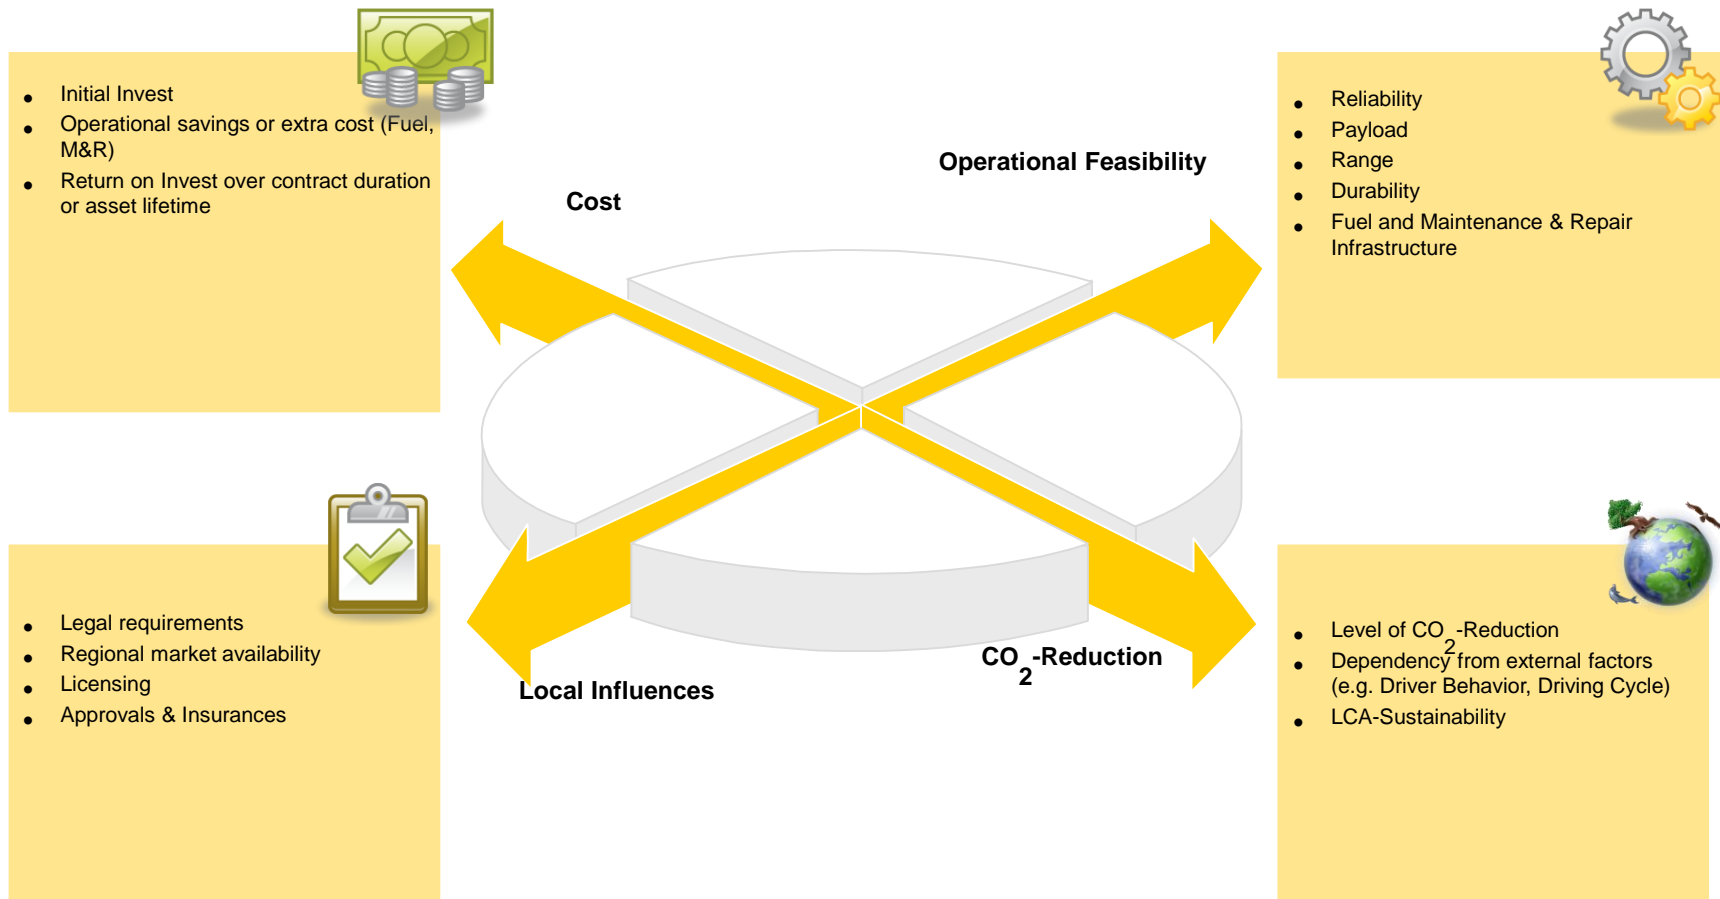 • Initial Invest
• Operational savings or extra cost (Fuel,
M&R)
• Return on Invest over contract duration
or asset lifetime
Cost
Operational Feasibility
• Reliability
• Payload
• Range
• Durability
• Fuel and Maintenance & Repair
Infrastructure
• Legal requirements
• Regional market availability
• Licensing
• Approvals & Insurances
Local Influences
CO2-Reduction
• Level of CO2-Reduction
• Dependency from external factors
(e.g. Driver Behavior, Driving Cycle)
• LCA-Sustainability